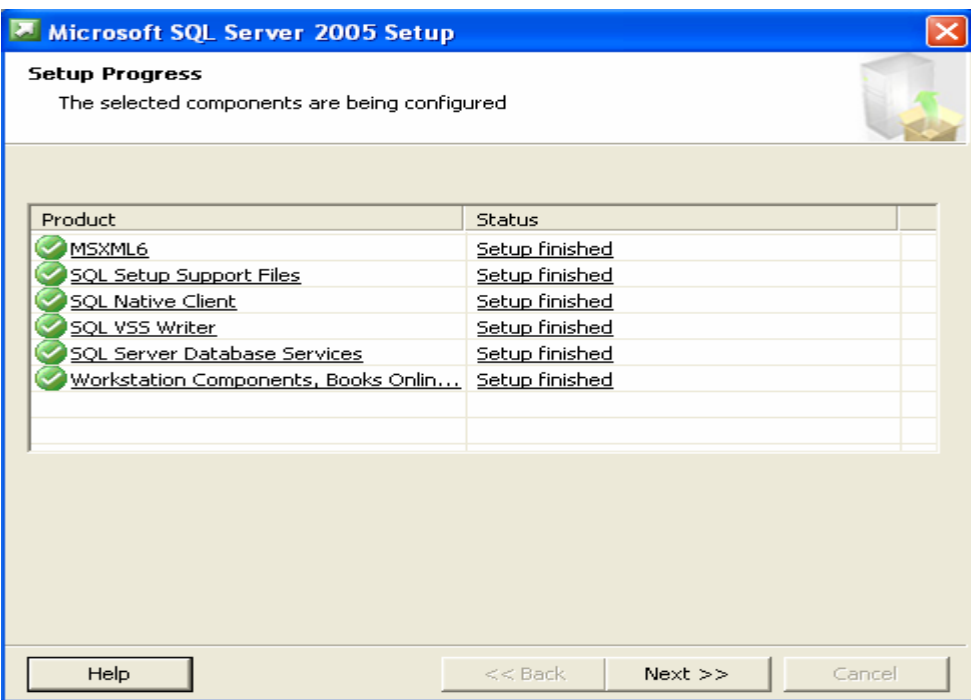 Microsoft SQL Server 2005 Setup
Setup Progress
The selected components are being configured
Product Status
MSXML6 Setup finished
SQL Setup Support Files Setup finished
SQL Native Client Setup finished
SQL VSS Writer Setup finished
SQL Server Database Services Setup finished
Workstation Components, Books Onlin... Setup finished
Help << Back Next >> Cancel